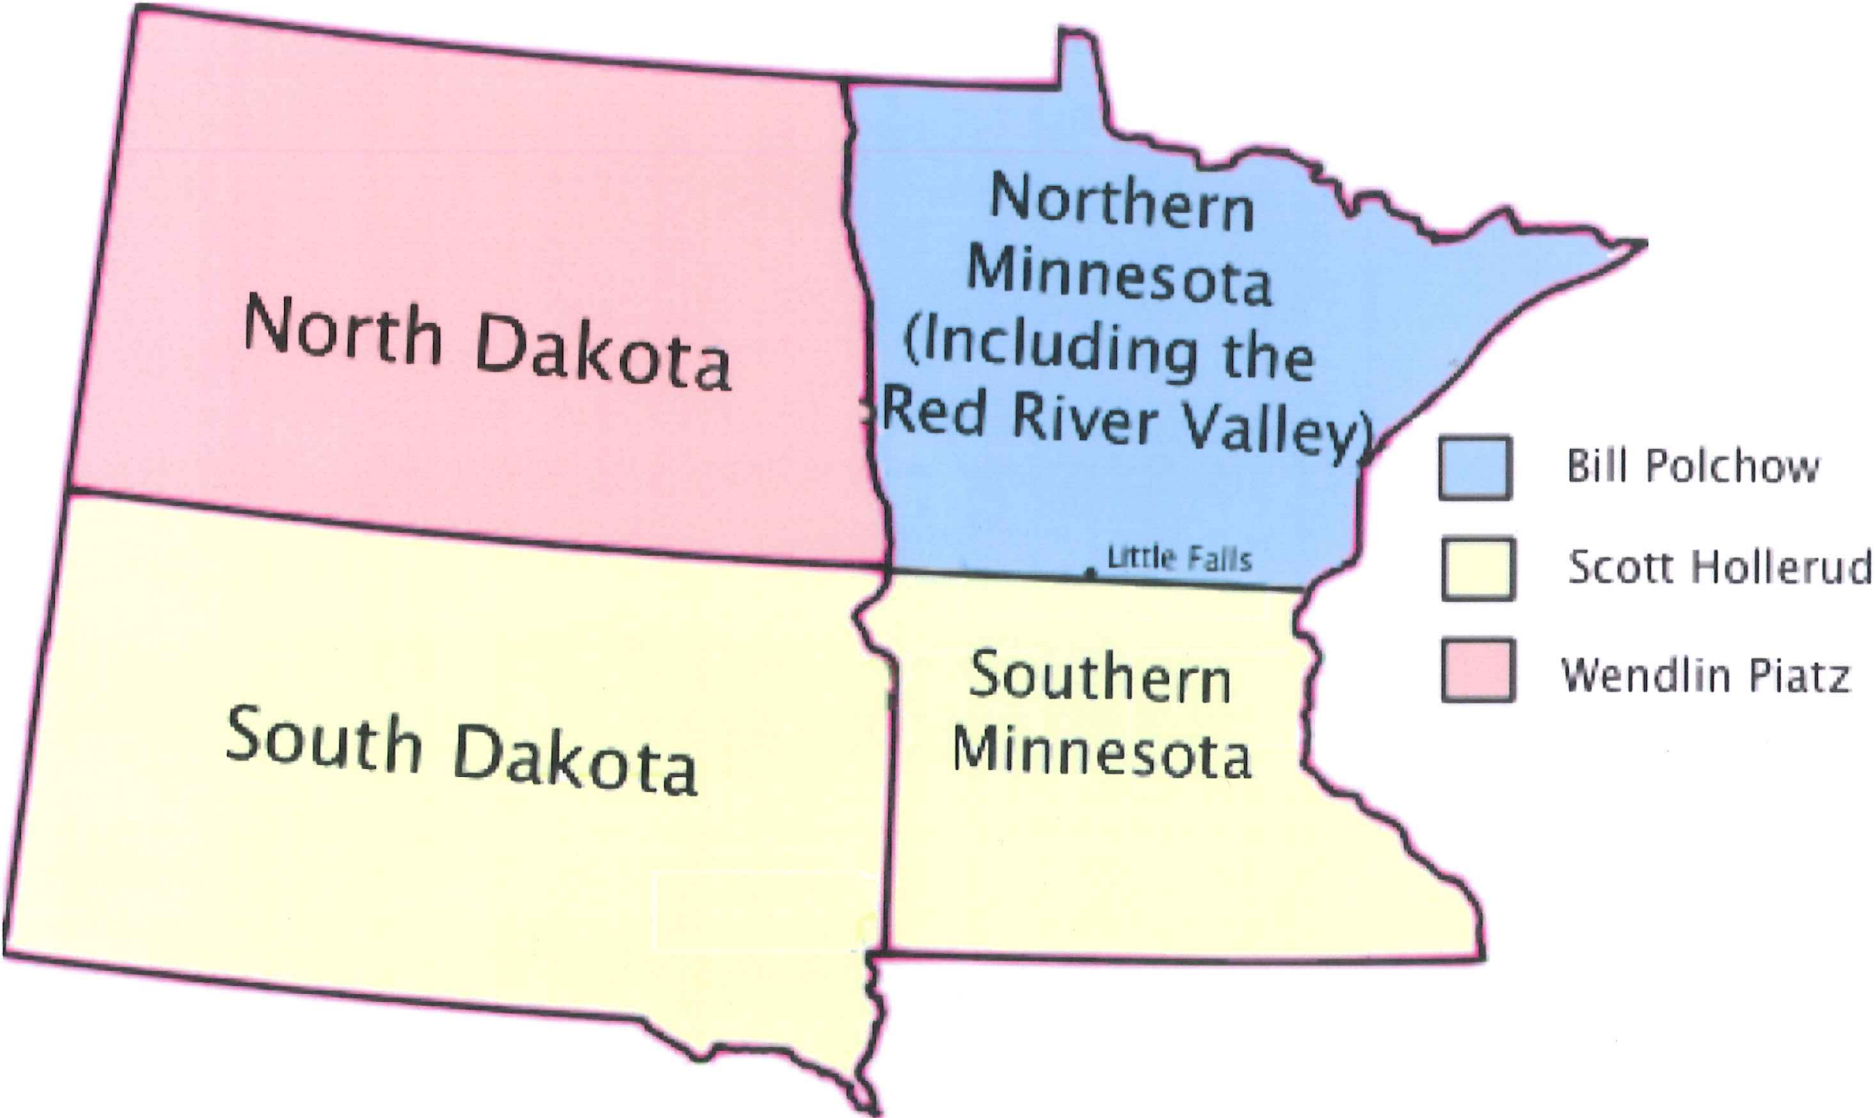 Northern
Minnesota
(Including the
Red River Valley)
North Dakota
Little Falls
South Dakota
Southern
Minnesota
Bill Polchow
Scott Hollerud
Wendlin Piatz